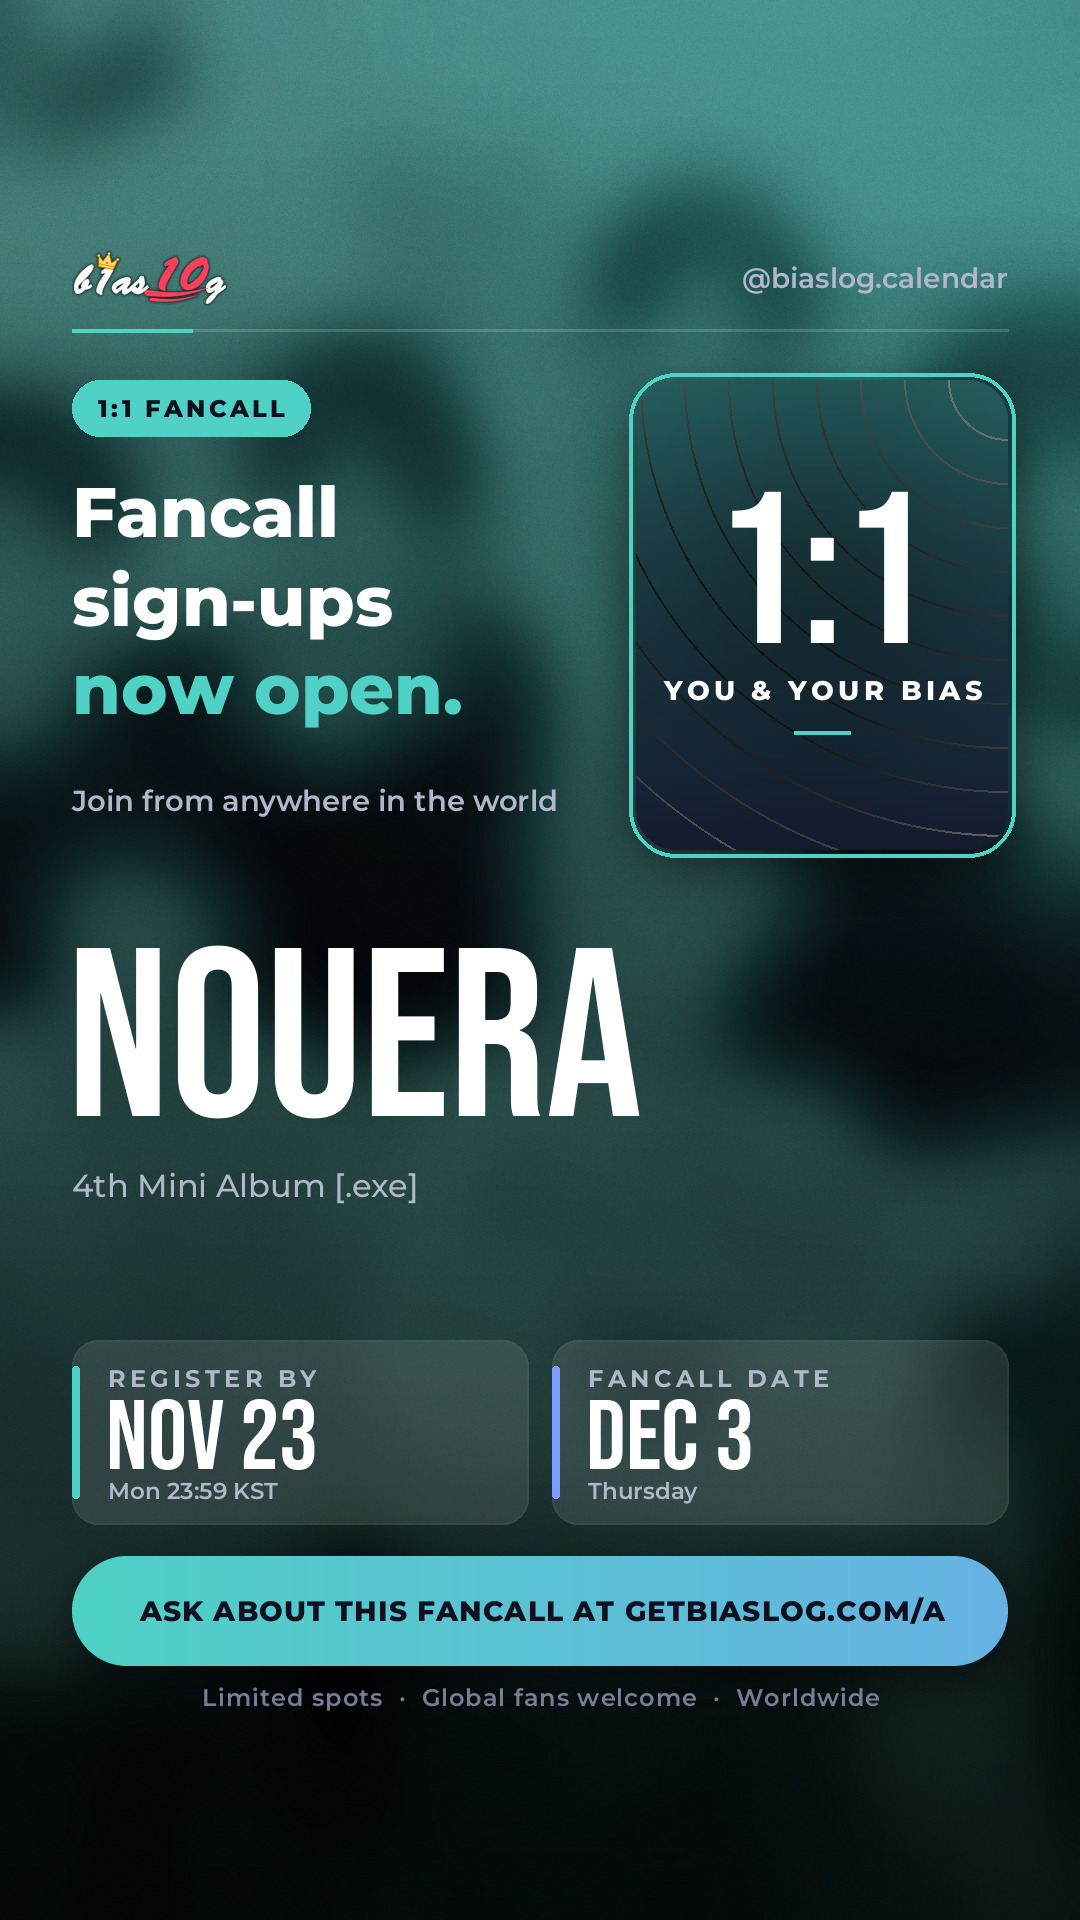 b1as10g
@biaslog.calendar
1:1 FANCALL
Fancall
sign-ups
now open.
Join from anywhere in the world
1:1
YOU & YOUR BIAS
NOUERA
4th Mini Album [.exe]
REGISTER BY
NOV 23
Mon 23:59 KST
FANCALL DATE
DEC 3
Thursday
ASK ABOUT THIS FANCALL AT GETBIASLOG.COM/A
Limited spots · Global fans welcome · Worldwide